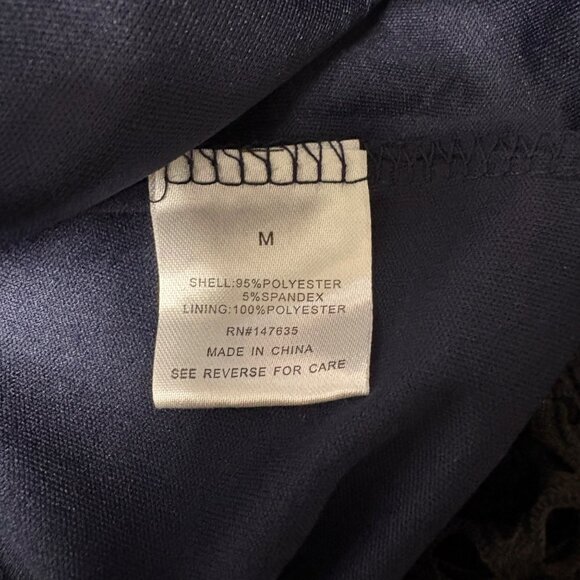 M
SHELL:95%POLYESTER
5%SPANDEX
LINING:100%POLYESTER
RN#147635
MADE IN CHINA
SEE REVERSE FOR CARE